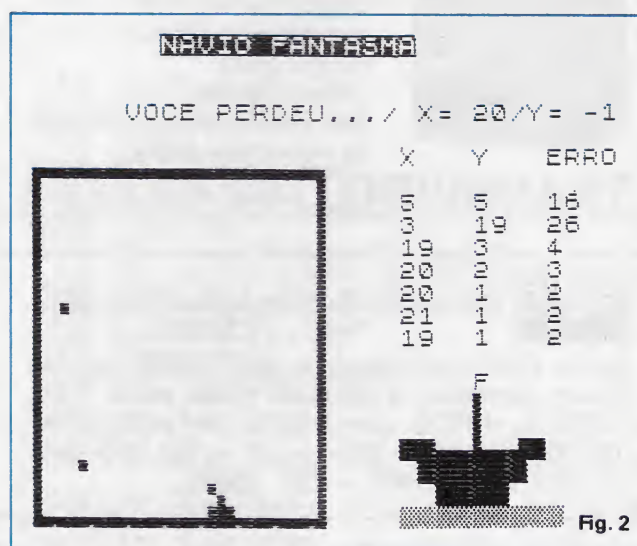 NAVIO FANTASMA
VOCE PERDEU.../ X= 20/Y= -1
X Y ERRO
5 5 16
3 19 26
19 3 4
20 2 3
20 1 2
21 1 2
19 1 2
F
Fig. 2